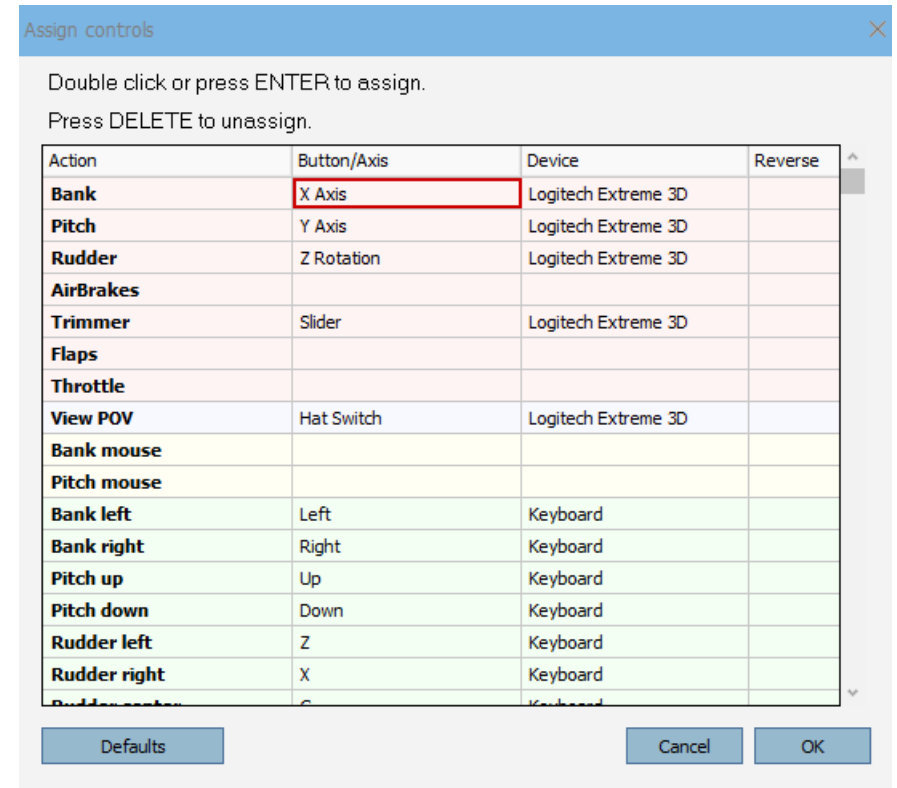 Assign controls
Double click or press ENTER to assign.
Press DELETE to unassign.
Action Button/Axis Device Reverse
Bank X Axis Logitech Extreme 3D
Pitch Y Axis Logitech Extreme 3D
Rudder Z Rotation Logitech Extreme 3D
AirBrakes
Trimmer Slider Logitech Extreme 3D
Flaps
Throttle
View POV Hat Switch Logitech Extreme 3D
Bank mouse
Pitch mouse
Bank left Left Keyboard
Bank right Right Keyboard
Pitch up Up Keyboard
Pitch down Down Keyboard
Rudder left Z Keyboard
Rudder right X Keyboard
Defaults Cancel OK